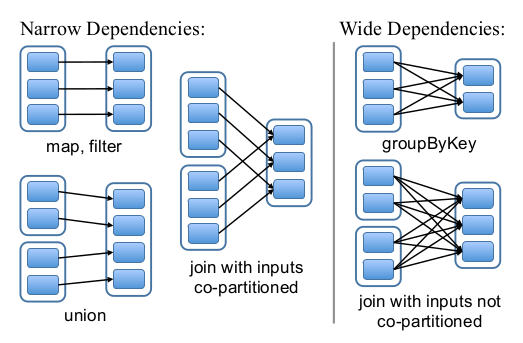 Narrow Dependencies:
map, filter
union
join with inputs
co-partitioned
Wide Dependencies:
groupByKey
join with inputs not
co-partitioned